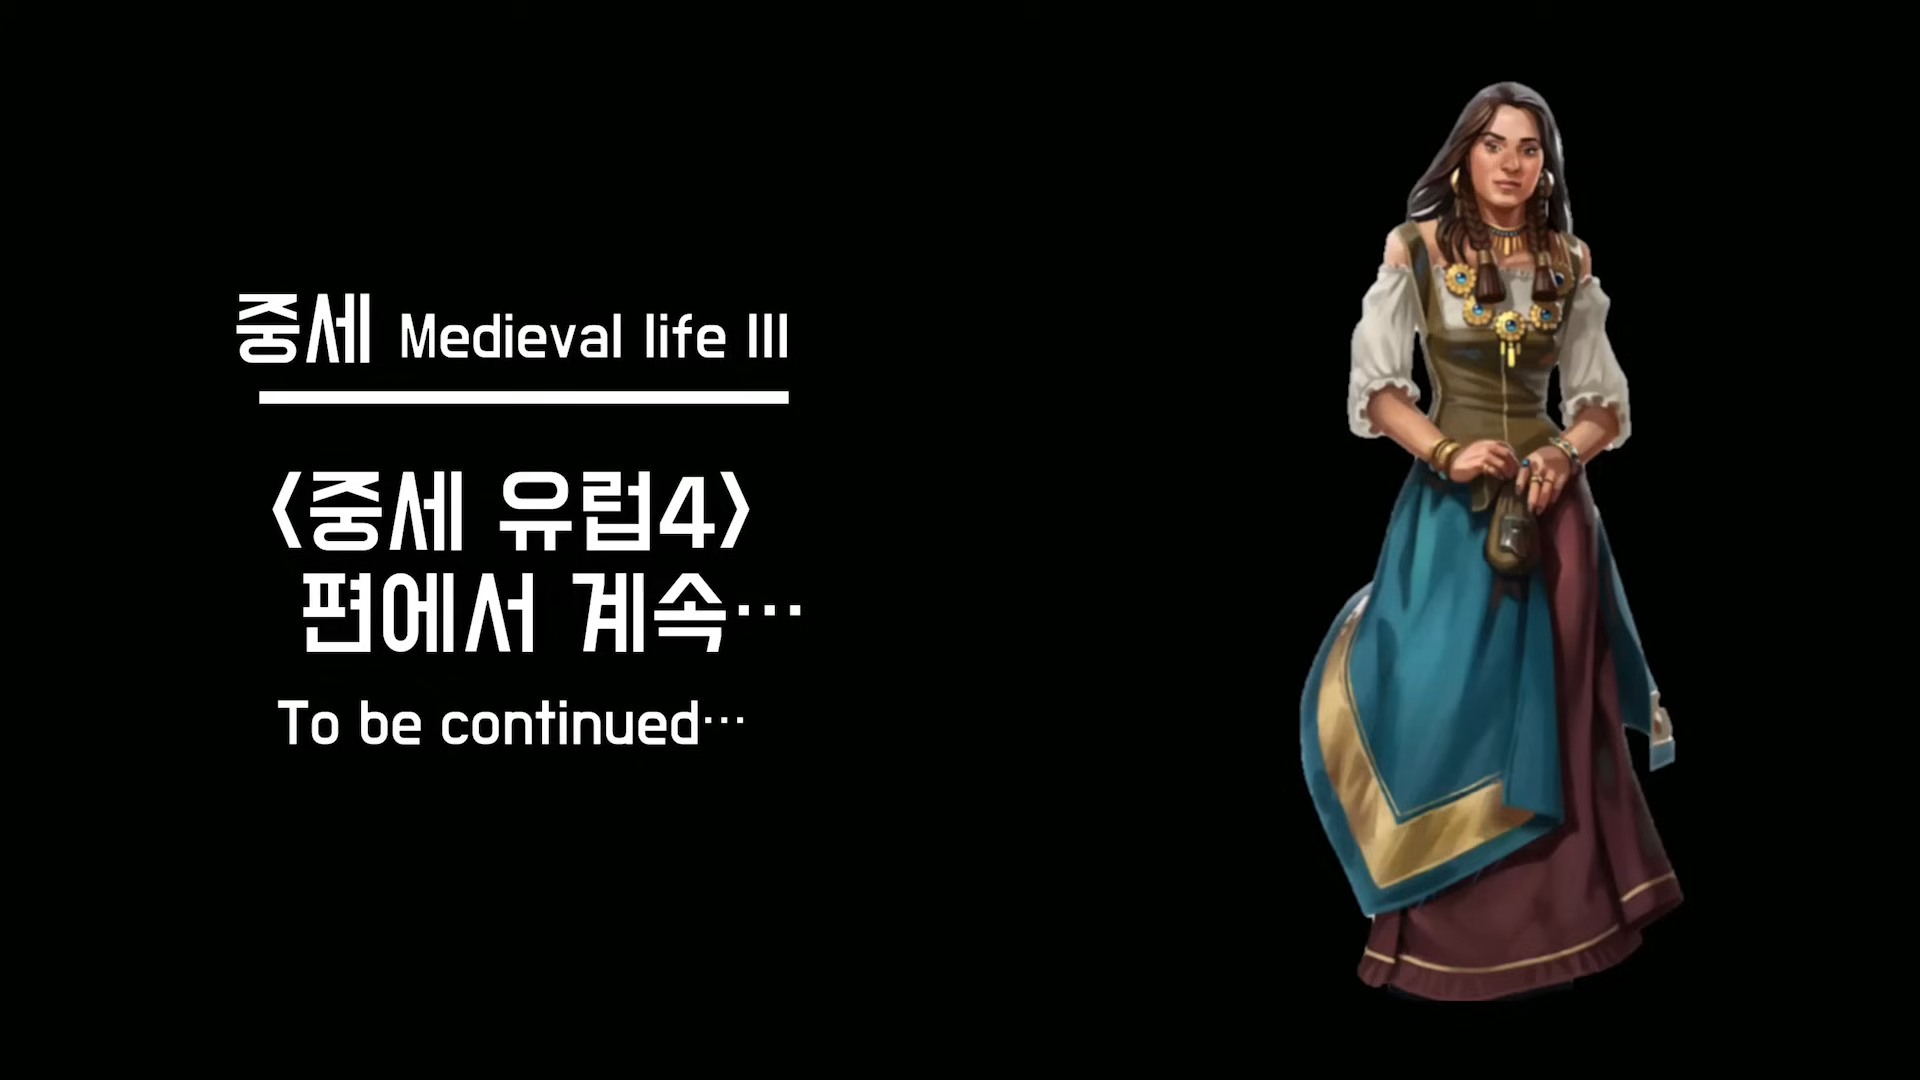 중세 Medieval life III
<중세 유럽4>
편에서 계속…
To be continued…